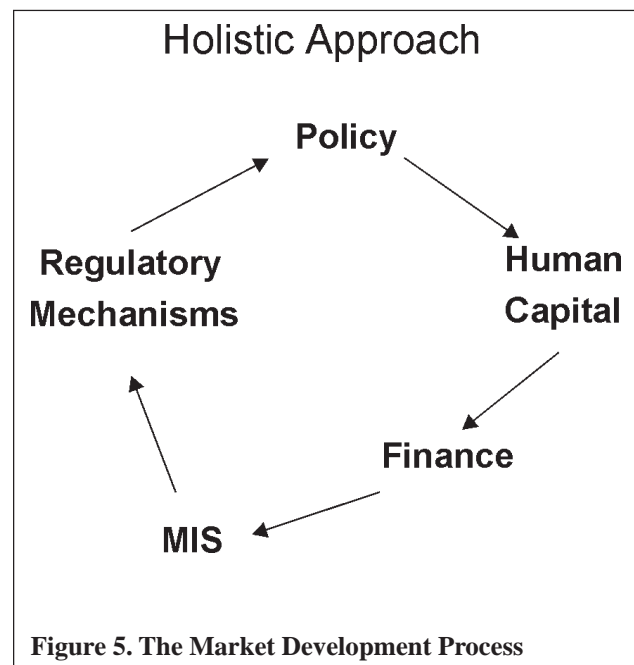 Holistic Approach
Policy
Human
Capital
Finance
MIS
Regulatory
Mechanisms
Figure 5. The Market Development Process